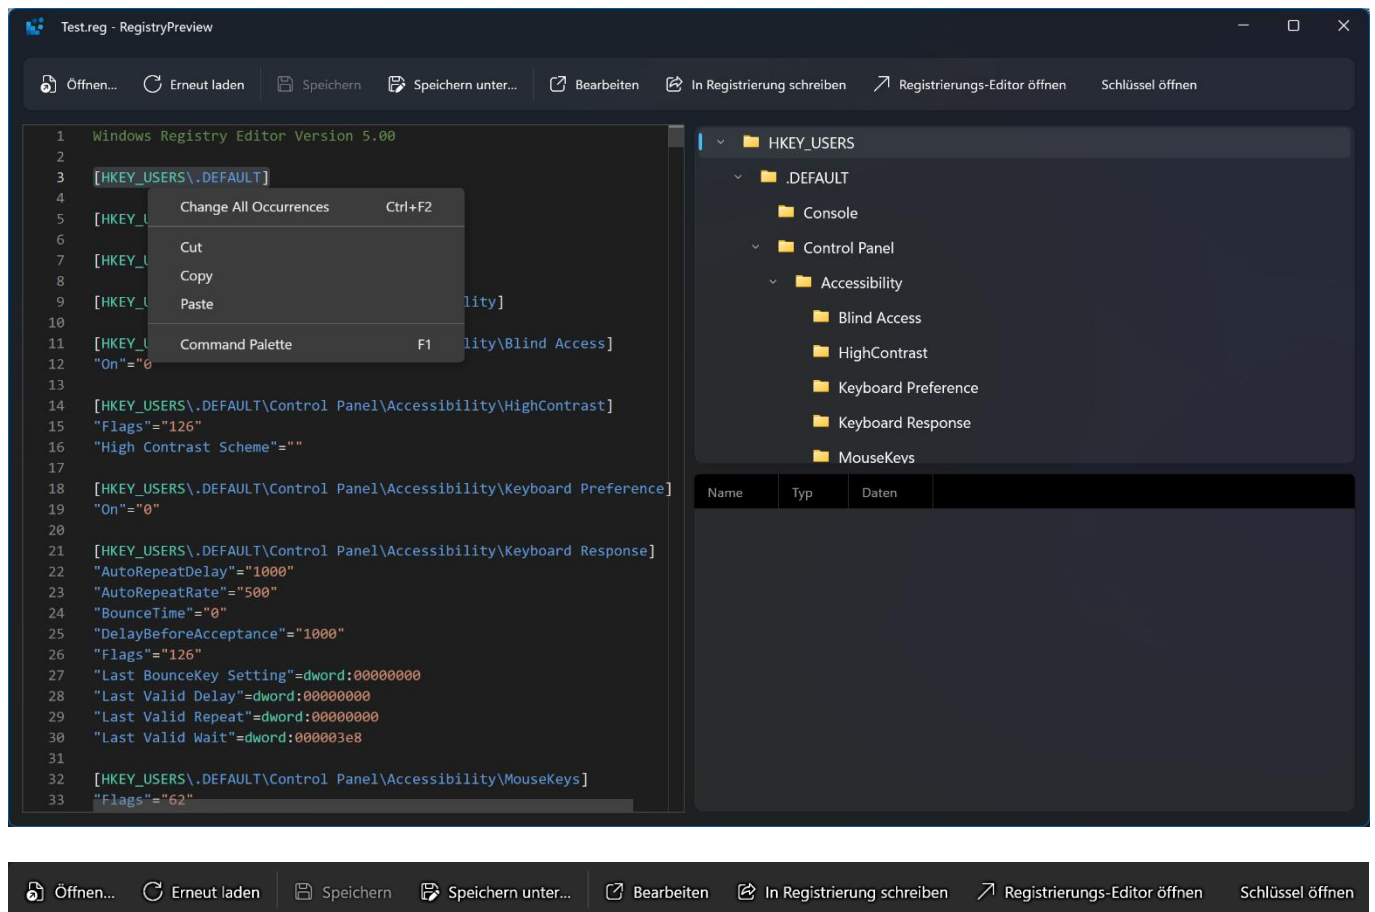 Test.reg - RegistryPreview
Öffnen... Erneut laden Speichern Speichern unter... Bearbeiten In Registrierung schreiben Registrierungs-Editor öffnen Schlüssel öffnen
1 Windows Registry Editor Version 5.00
2
3 [HKEY_USERS\.DEFAULT]
4
5 [HKEY_U
6
7 [HKEY_U
8
9 [HKEY_U lity]
10
11 [HKEY_U lity\Blind Access]
12 "On"="0
13
14 [HKEY_USERS\.DEFAULT\Control Panel\Accessibility\HighContrast]
15 "Flags"="126"
16 "High Contrast Scheme"=""
17
18 [HKEY_USERS\.DEFAULT\Control Panel\Accessibility\Keyboard Preference]
19 "On"="0"
20
21 [HKEY_USERS\.DEFAULT\Control Panel\Accessibility\Keyboard Response]
22 "AutoRepeatDelay"="1000"
23 "AutoRepeatRate"="500"
24 "BounceTime"="0"
25 "DelayBeforeAcceptance"="1000"
26 "Flags"="126"
27 "Last BounceKey Setting"=dword:00000000
28 "Last Valid Delay"=dword:00000000
29 "Last Valid Repeat"=dword:00000000
30 "Last Valid Wait"=dword:000003e8
31
32 [HKEY_USERS\.DEFAULT\Control Panel\Accessibility\MouseKeys]
33 "Flags"="62"
Change All Occurrences Ctrl+F2
Cut
Copy
Paste
Command Palette F1
HKEY_USERS
.DEFAULT
Console
Control Panel
Accessibility
Blind Access
HighContrast
Keyboard Preference
Keyboard Response
MouseKeys
Name Typ Daten
Öffnen... Erneut laden Speichern Speichern unter... Bearbeiten In Registrierung schreiben Registrierungs-Editor öffnen Schlüssel öffnen